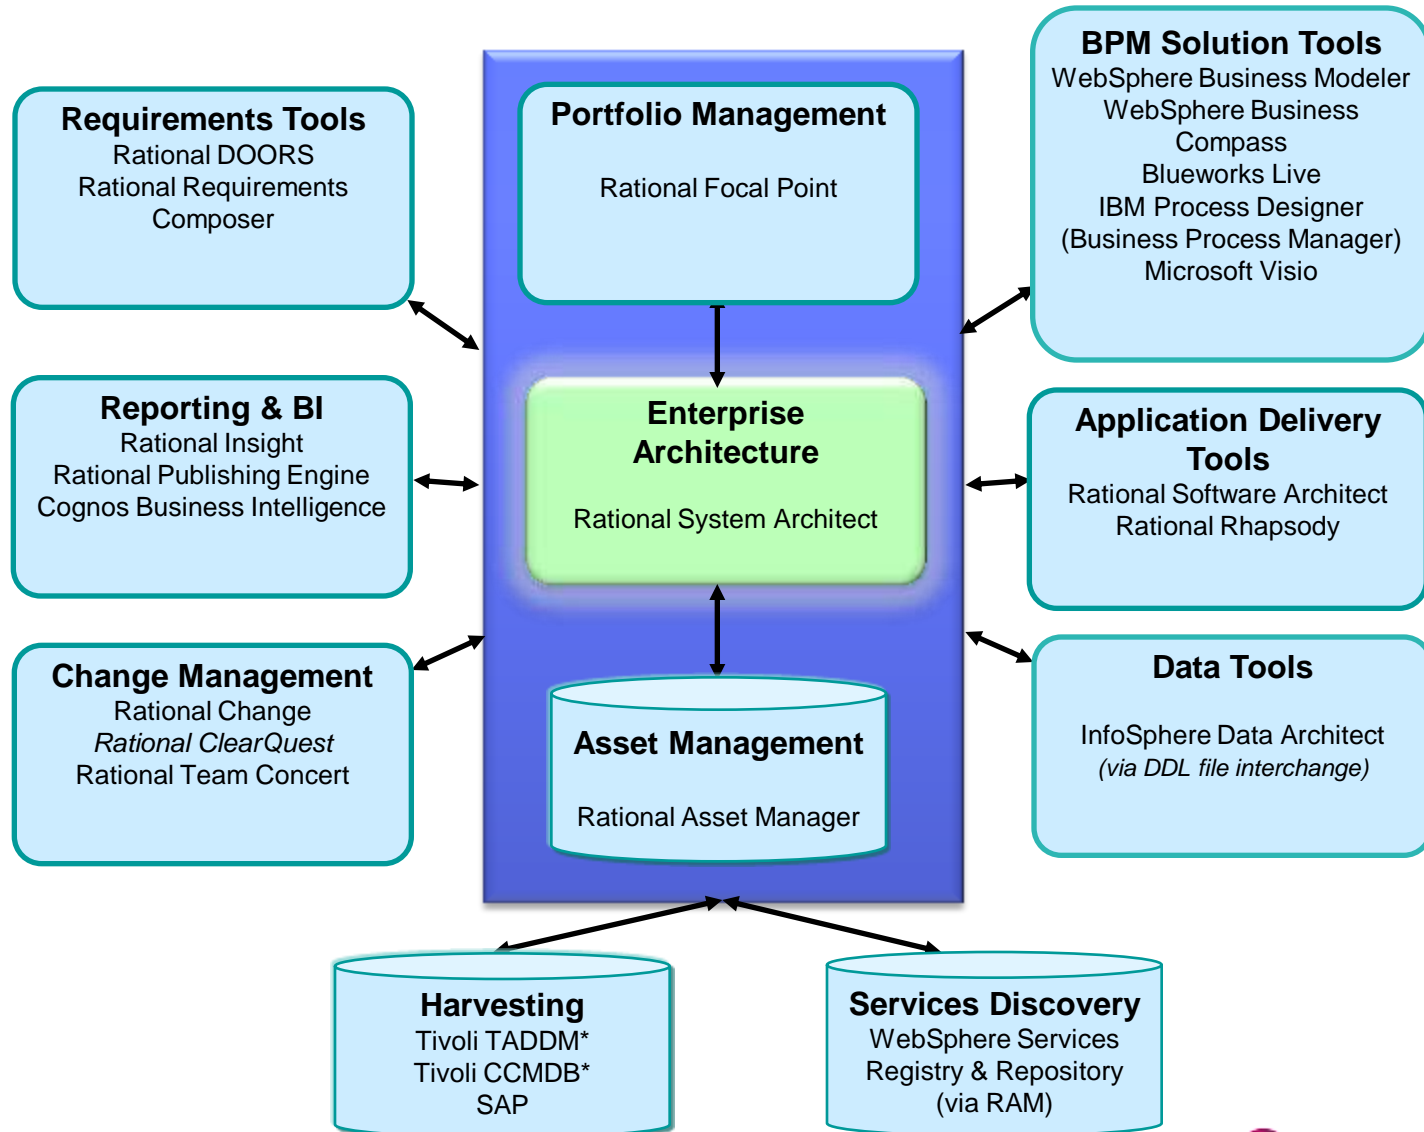 Requirements Tools
Rational DOORS
Rational Requirements
Composer
Portfolio Management
Rational Focal Point
BPM Solution Tools
WebSphere Business Modeler
WebSphere Business
Compass
Blueworks Live
IBM Process Designer
(Business Process Manager)
Microsoft Visio
Reporting & BI
Rational Insight
Rational Publishing Engine
Cognos Business Intelligence
Enterprise
Architecture
Rational System Architect
Application Delivery
Tools
Rational Software Architect
Rational Rhapsody
Change Management
Rational Change
Rational ClearQuest
Rational Team Concert
Asset Management
Rational Asset Manager
Data Tools
InfoSphere Data Architect
(via DDL file interchange)
Harvesting
Tivoli TADDM*
Tivoli CCMDB*
SAP
Services Discovery
WebSphere Services
Registry & Repository
(via RAM)